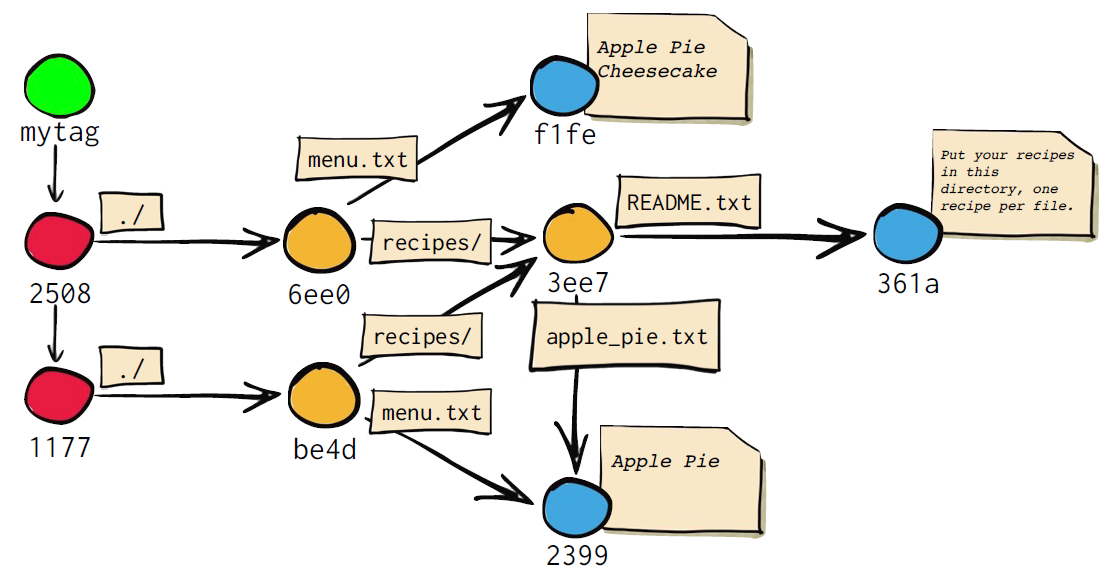 Apple Pie
Cheesecake
mytag
f1fe
menu.txt
Put your recipes
in this
directory, one
recipe per file.
./
README.txt
recipes/
2508
6ee0
3ee7
361a
recipes/
apple_pie.txt
./
menu.txt
1177
be4d
Apple Pie
2399